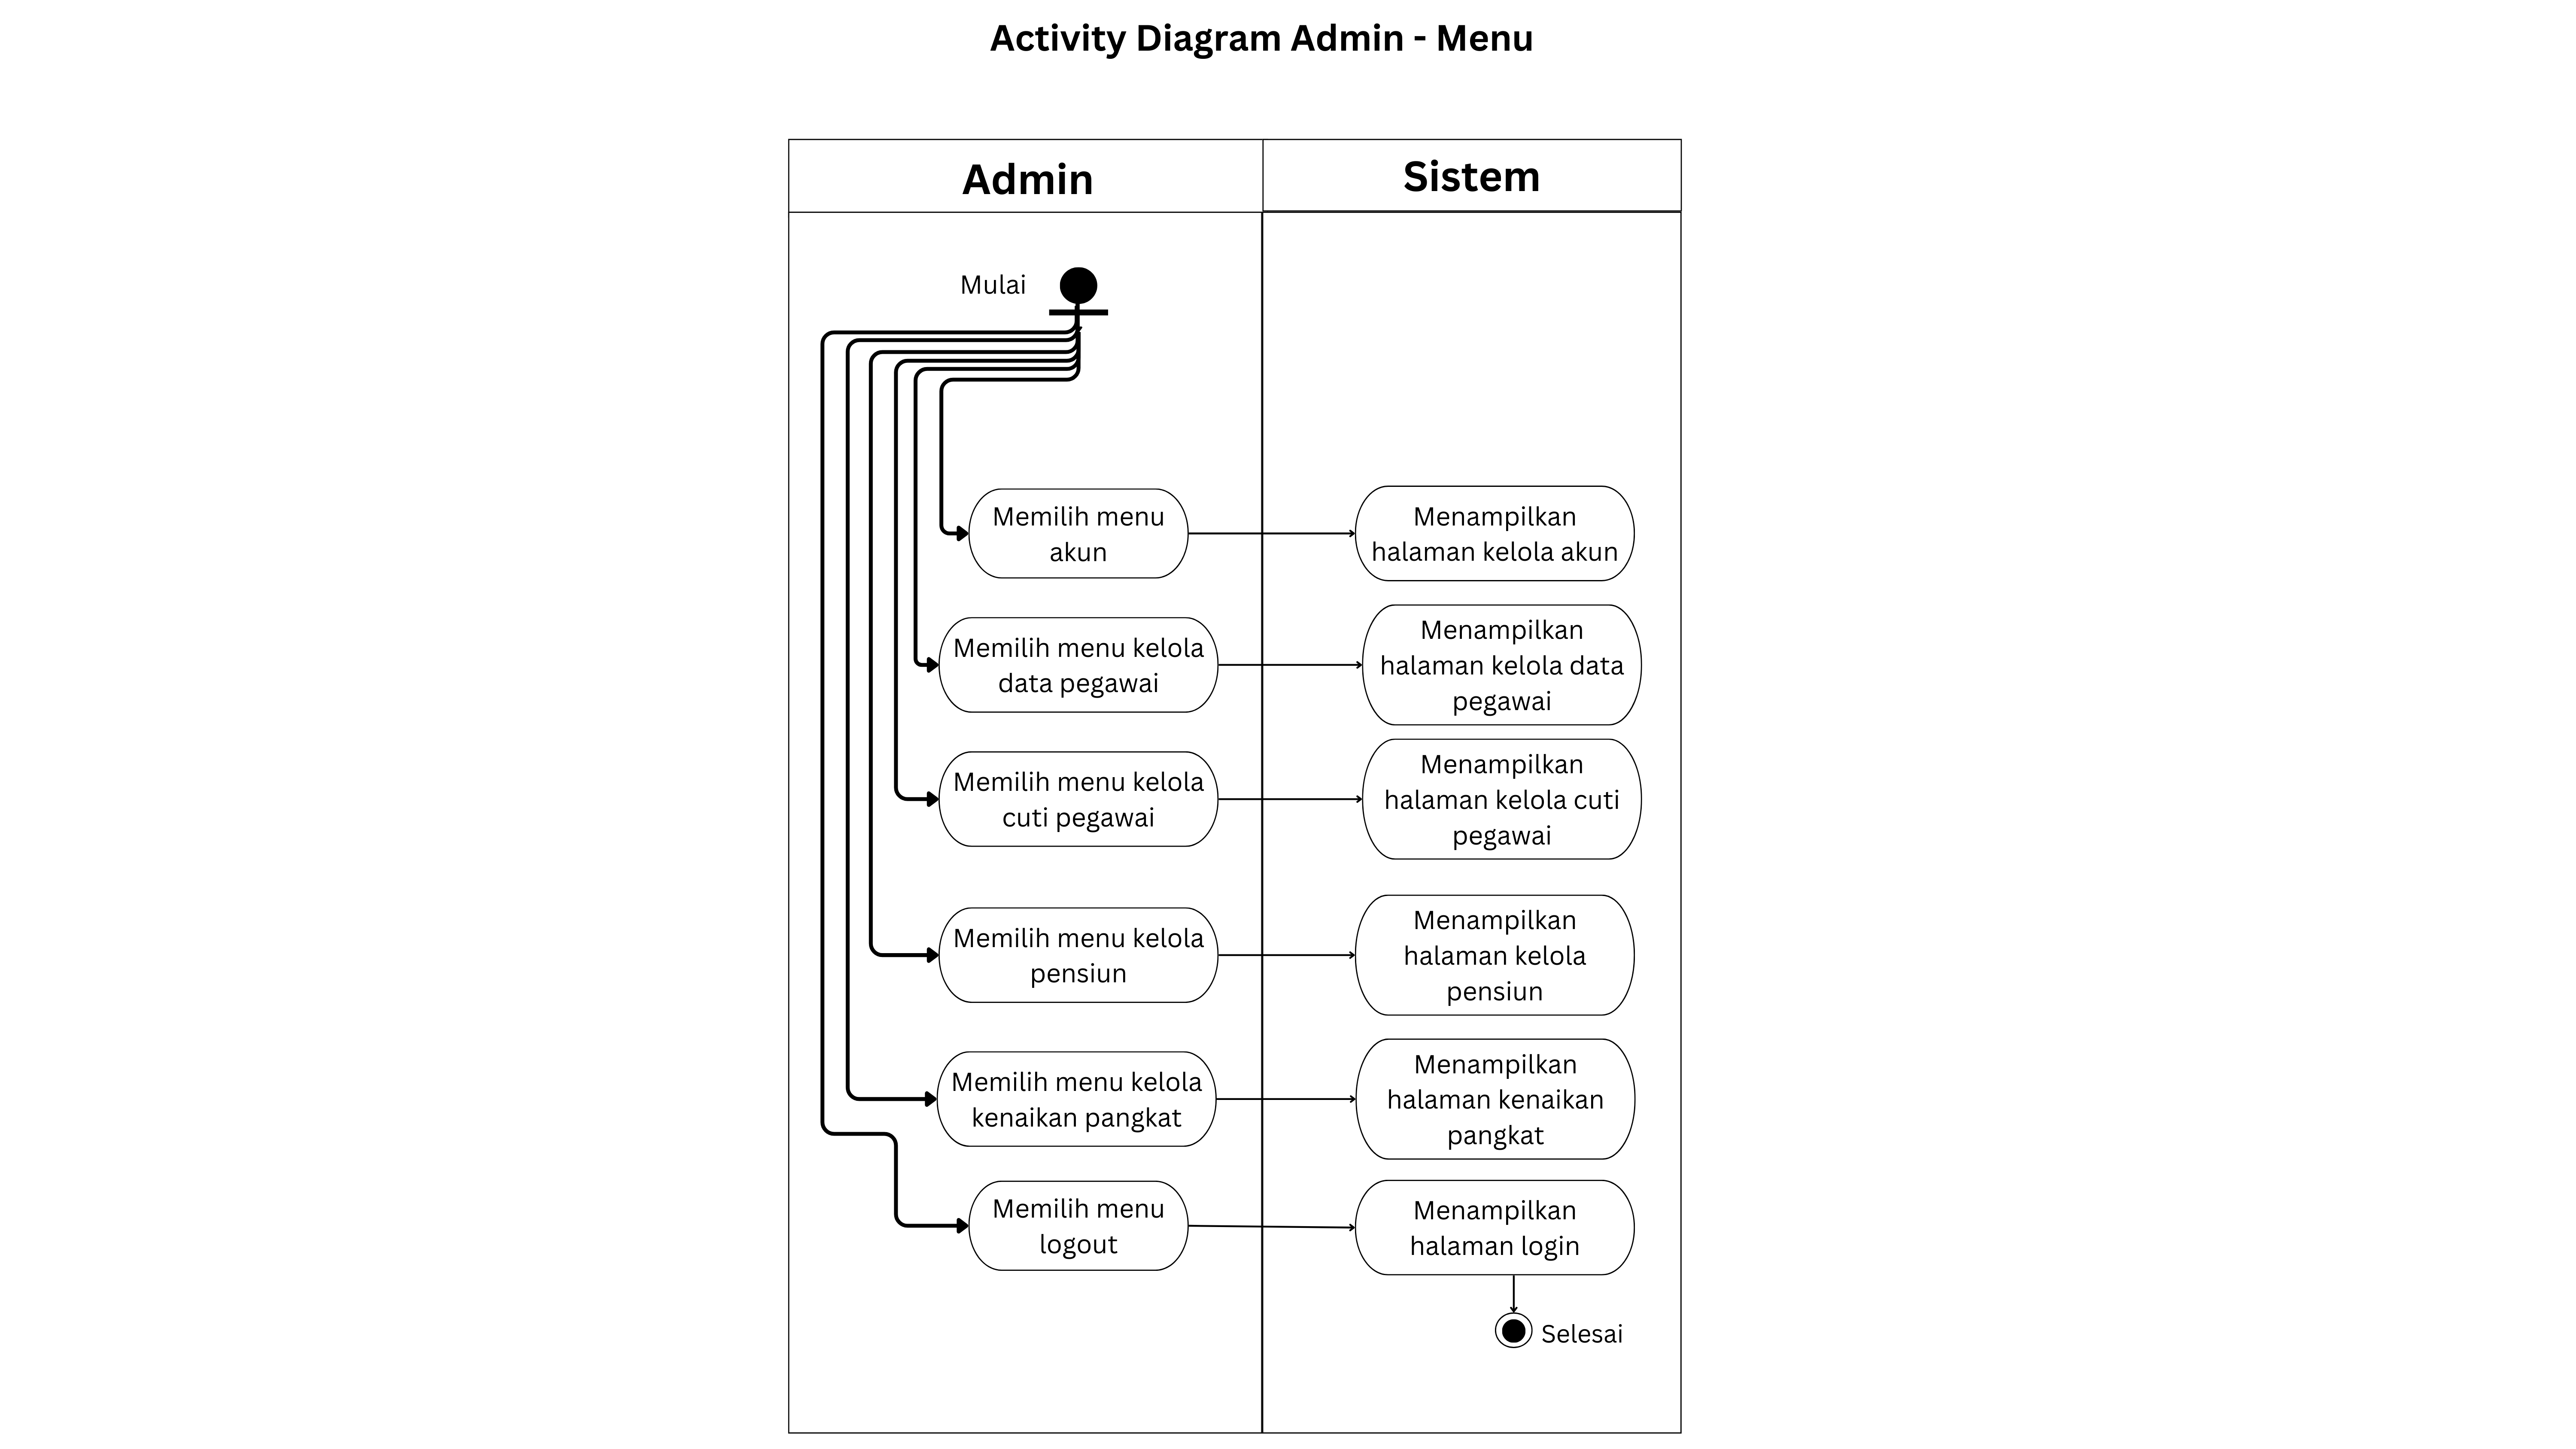 Activity Diagram Admin - Menu
Admin
Sistem
Mulai
Memilih menu
akun
Menampilkan
halaman kelola akun
Memilih menu kelola
data pegawai
Menampilkan
halaman kelola data
pegawai
Memilih menu kelola
cuti pegawai
Menampilkan
halaman kelola cuti
pegawai
Memilih menu kelola
pensiun
Menampilkan
halaman kelola
pensiun
Memilih menu kelola
kenaikan pangkat
Menampilkan
halaman kenaikan
pangkat
Memilih menu
logout
Menampilkan
halaman login
Selesai